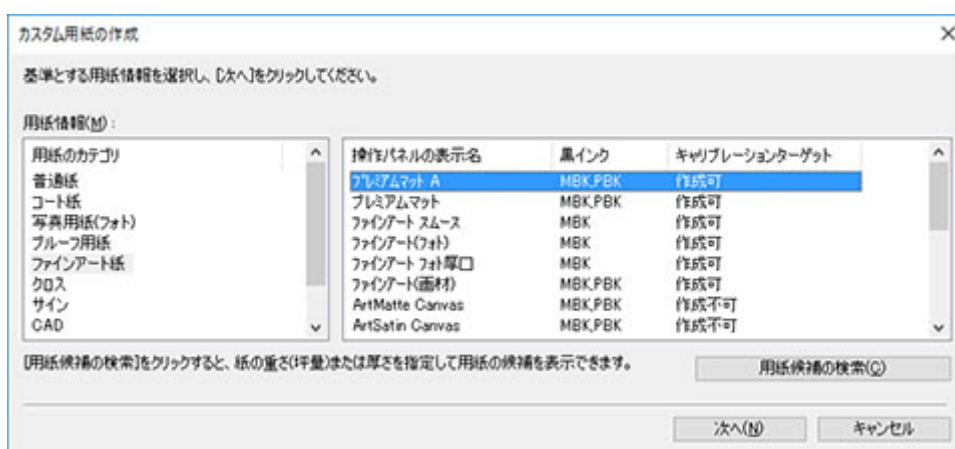 カスタム用紙の作成
基準とする用紙情報を選択し、[次へ]をクリックしてください。
用紙情報(M):
用紙のカテゴリ
普通紙
コート紙
写真用紙(フォト)
プルーフ用紙
ファインアート紙
クロス
サイン
CAD
操作パネルの表示名 黒インク キャリブレーションターゲット
プレミアムマット A MBK,PBK 作成可
プレミアムマット MBK,PBK 作成可
ファインアート スムース MBK 作成可
ファインアート(フォト) MBK 作成可
ファインアート フォト厚口 MBK 作成可
ファインアート(画材) MBK,PBK 作成可
ArtMatte Canvas MBK,PBK 作成不可
ArtSatin Canvas MBK,PBK 作成不可
[用紙候補の検索]をクリックすると、紙の重さ(坪量)または厚さを指定して用紙の候補を表示できます。
用紙候補の検索(C)
次へ(N) キャンセル